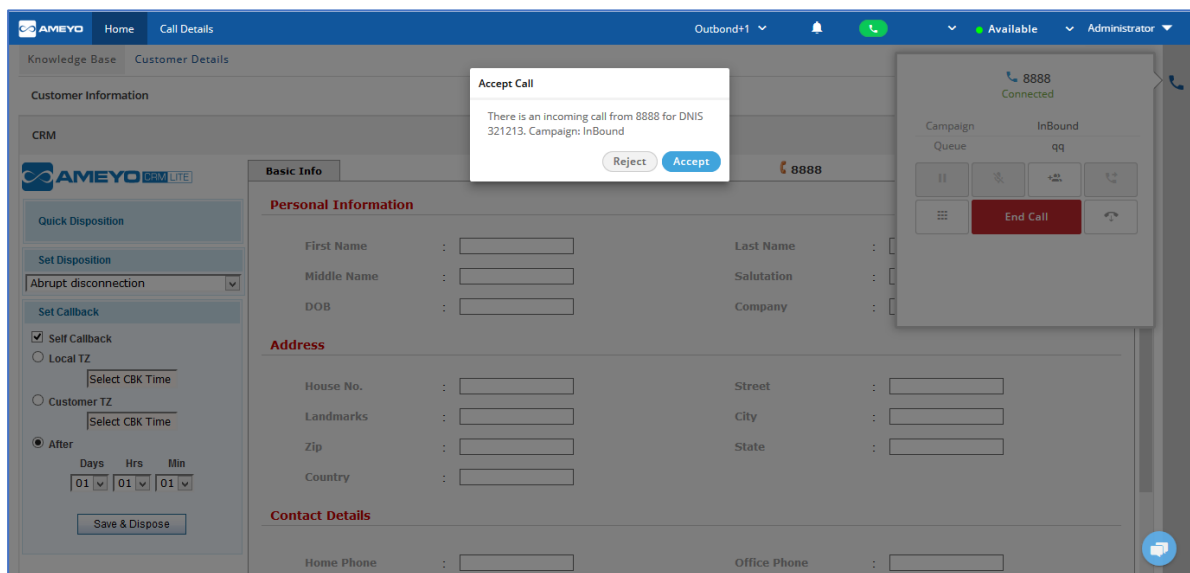 AMEYO Home Call Details Outbond+1 Available Administrator
Knowledge Base Customer Details
Customer Information
CRM
Accept Call
There is an incoming call from 8888 for DNIS
321213. Campaign: InBound
Reject Accept
8888
Connected
Campaign InBound
Queue qq
End Call
AMEYO CRM LITE
Quick Disposition
Set Disposition
Abrupt disconnection
Set Callback
Self Callback
Local TZ
Select CBK Time
Customer TZ
Select CBK Time
After
Days Hrs Min
01 01 01
Save & Dispose
Basic Info 8888
Personal Information
First Name : Last Name :
Middle Name : Salutation :
DOB : Company :
Address
House No. : Street :
Landmarks : City :
Zip : State :
Country :
Contact Details
Home Phone : Office Phone :